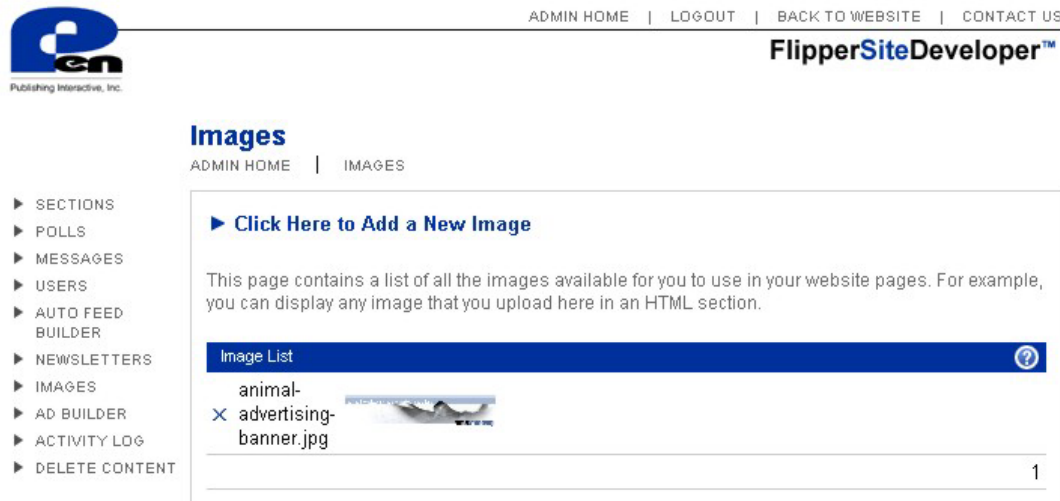 ADMIN HOME | LOGOUT | BACK TO WEBSITE | CONTACT US
Pen
Publishing Interactive, Inc.
FlipperSiteDeveloper™
Images
ADMIN HOME | IMAGES
SECTIONS
POLLS
MESSAGES
USERS
AUTO FEED
BUILDER
NEWSLETTERS
IMAGES
AD BUILDER
ACTIVITY LOG
DELETE CONTENT
Click Here to Add a New Image
This page contains a list of all the images available for you to use in your website pages. For example,
you can display any image that you upload here in an HTML section.
Image List ?
animal-
advertising-
banner.jpg
1